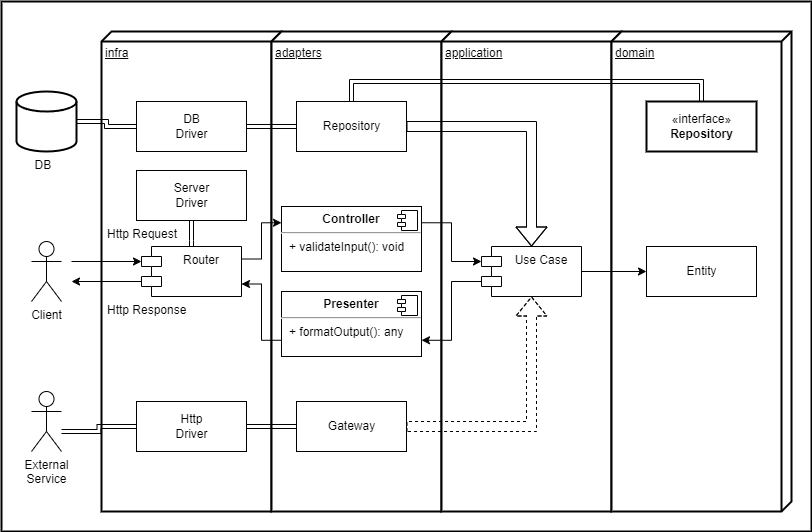 infra
adapters
application
domain
DB
Driver
Repository
«interface»
Repository
DB
Server
Driver
Http Request
Controller
+ validateInput(): void
Router
Use Case
Entity
Client
Http Response
Presenter
+ formatOutput(): any
Http
Driver
Gateway
External
Service